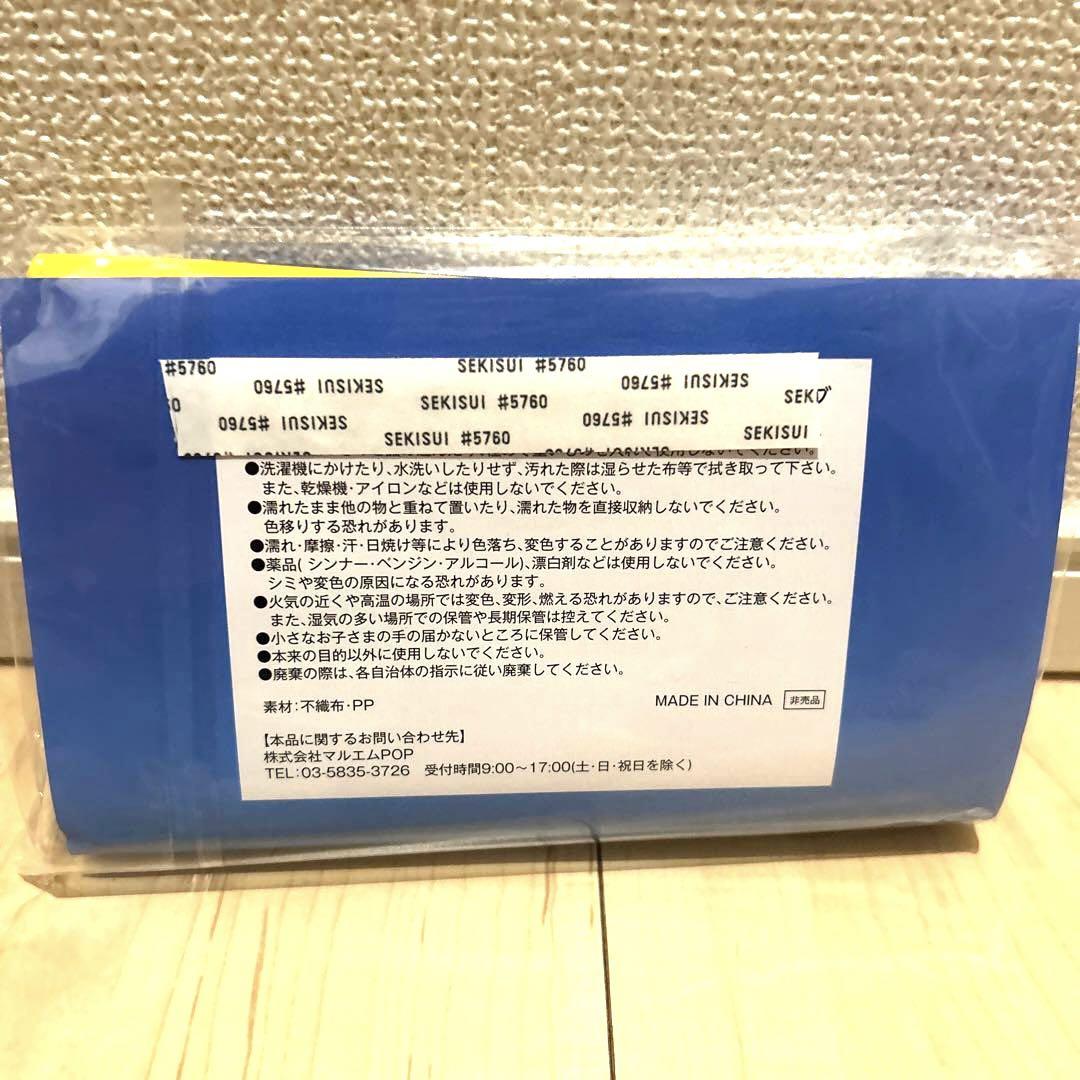 #5760 SEKISUI #5760
SEKISUI #5760 SEKISUI #5760 SEK
SEKISUI #5760
SEKISUI #5760 SEKISUI #5760
SEKISUI #5760 SEKISUI
使用しないでください。
●洗濯機にかけたり、水洗いしたりせず、汚れた際は湿らせた布等で拭き取って下さい。
また、乾燥機・アイロンなどは使用しないでください。
●濡れたまま他の物と重ねて置いたり、濡れた物を直接収納しないでください。
色移りする恐れがあります。
●濡れ・摩擦・汗・日焼け等により色落ち、変色することがありますのでご注意ください。
●薬品( シンナー・ベンジン・アルコール)、漂白剤などは使用しないでください。
シミや変色の原因になる恐れがあります。
●火気の近くや高温の場所では変色、変形、燃える恐れがありますので、ご注意ください。
また、湿気の多い場所での保管や長期保管は控えてください。
●小さなお子さまの手の届かないところに保管してください。
●本来の目的以外に使用しないでください。
●廃棄の際は、各自治体の指示に従い廃棄してください。
素材:不織布・PP MADE IN CHINA 非売品
【本品に関するお問い合わせ先】
株式会社マルエムPOP
TEL:03-5835-3726 受付時間9:00〜17:00(土・日・祝日を除く)